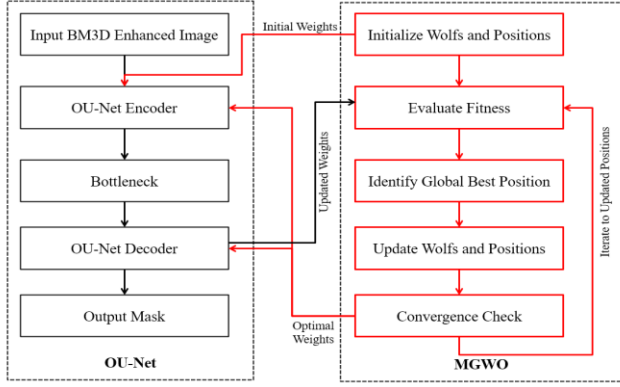 Input BM3D Enhanced Image
Initial Weights
Initialize Wolfs and Positions
OU-Net Encoder
Evaluate Fitness
Bottleneck
Updated Weights
Identify Global Best Position
Iterate to Updated Positions
OU-Net Decoder
Update Wolfs and Positions
Output Mask
Optimal
Weights
Convergence Check
OU-Net
MGWO